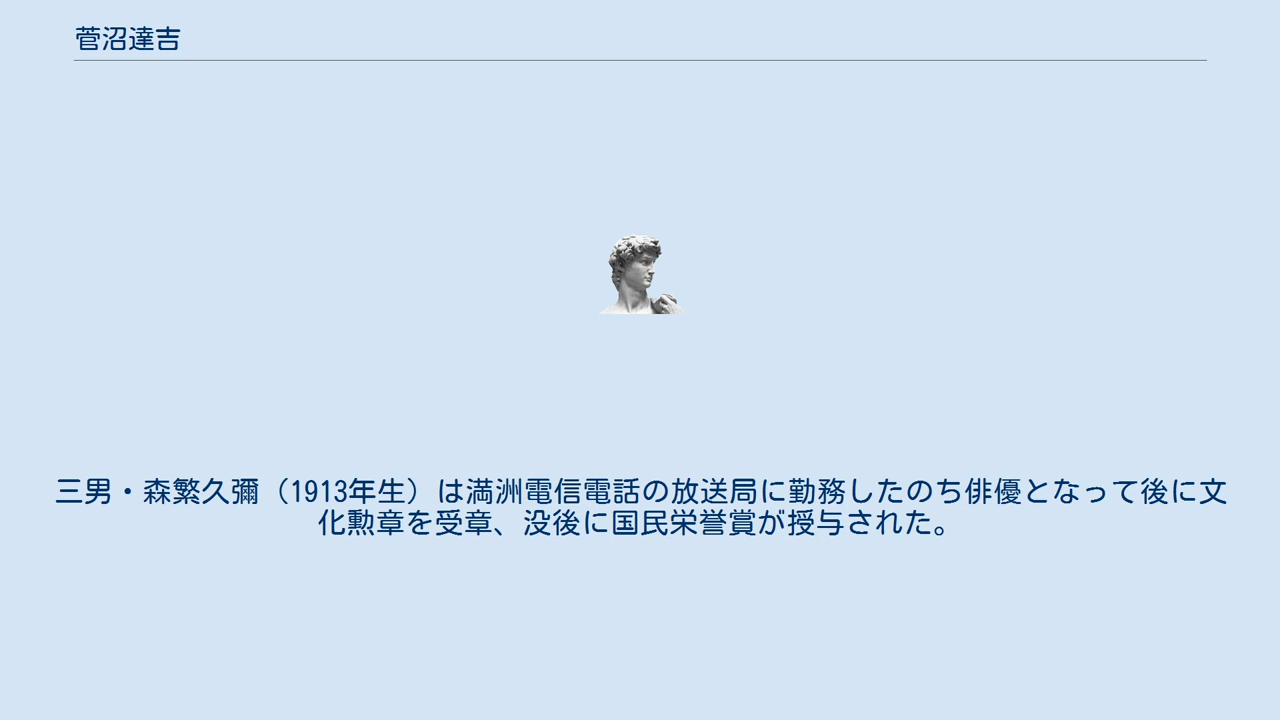 菅沼達吉
三男・森繁久彌（1913年生）は満洲電信電話の放送局に勤務したのち俳優となって後に文
化勲章を受章、没後に国民栄誉賞が授与された。